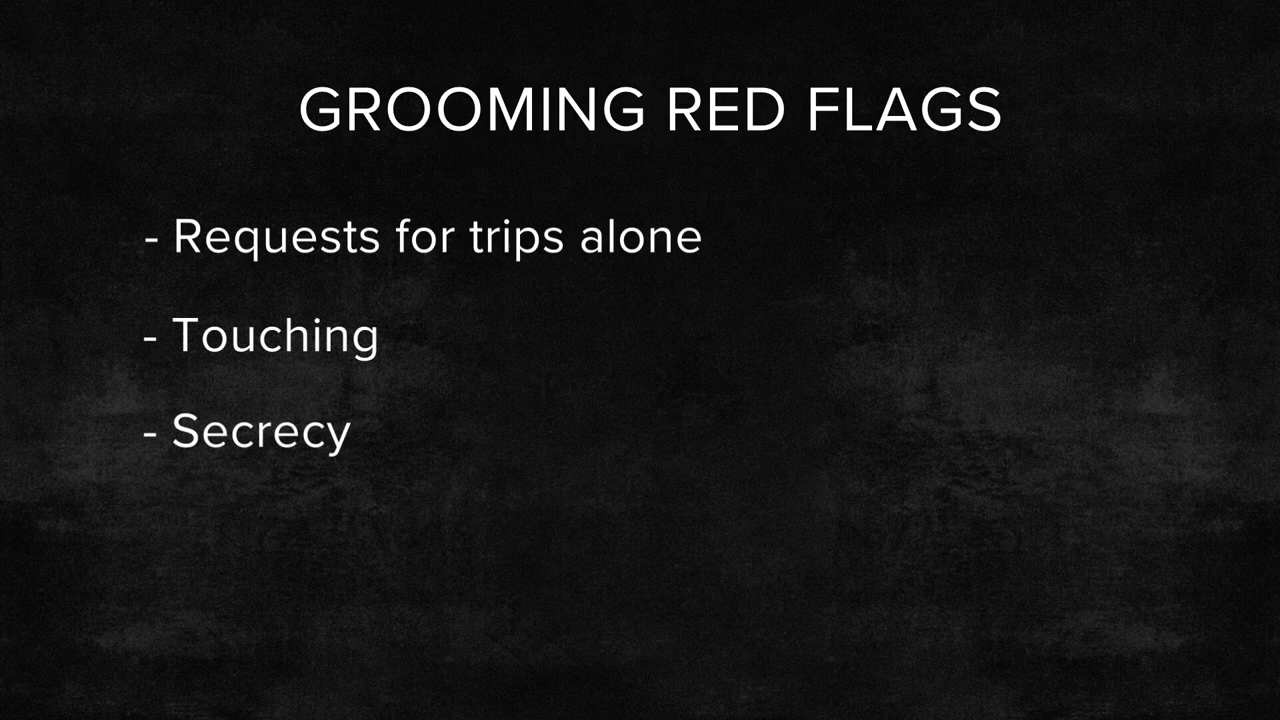 GROOMING RED FLAGS
- Requests for trips alone
- Touching
- Secrecy